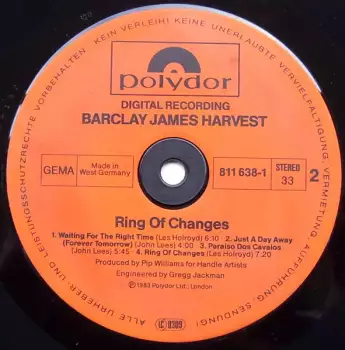 ALLE URHEBER- UND LEISTUNGSSCHUTZRECHTE VORBEHALTEN KEIN VERLEIH! KEINE UNERLAUBTE VERVIELFÄLTIGUNG, VERMIETUNG, AUFFÜHRUNG, SENDUNG!
polydor
DIGITAL RECORDING
BARCLAY JAMES HARVEST
GEMA
Made in
West Germany
811 638-1
STEREO
33
2
Ring Of Changes
1. Waiting For The Right Time (Les Holroyd) 6:10 · 2. Just A Day Away
(Forever Tomorrow) (John Lees) 4:00 · 3. Paraiso Dos Cavalos
(John Lees) 5:45 · 4. Ring Of Changes (Les Holroyd) 7:20
Produced by Pip Williams for Handle Artists
Engineered by Gregg Jackman
℗ 1983 Polydor Ltd., London
LC 0309